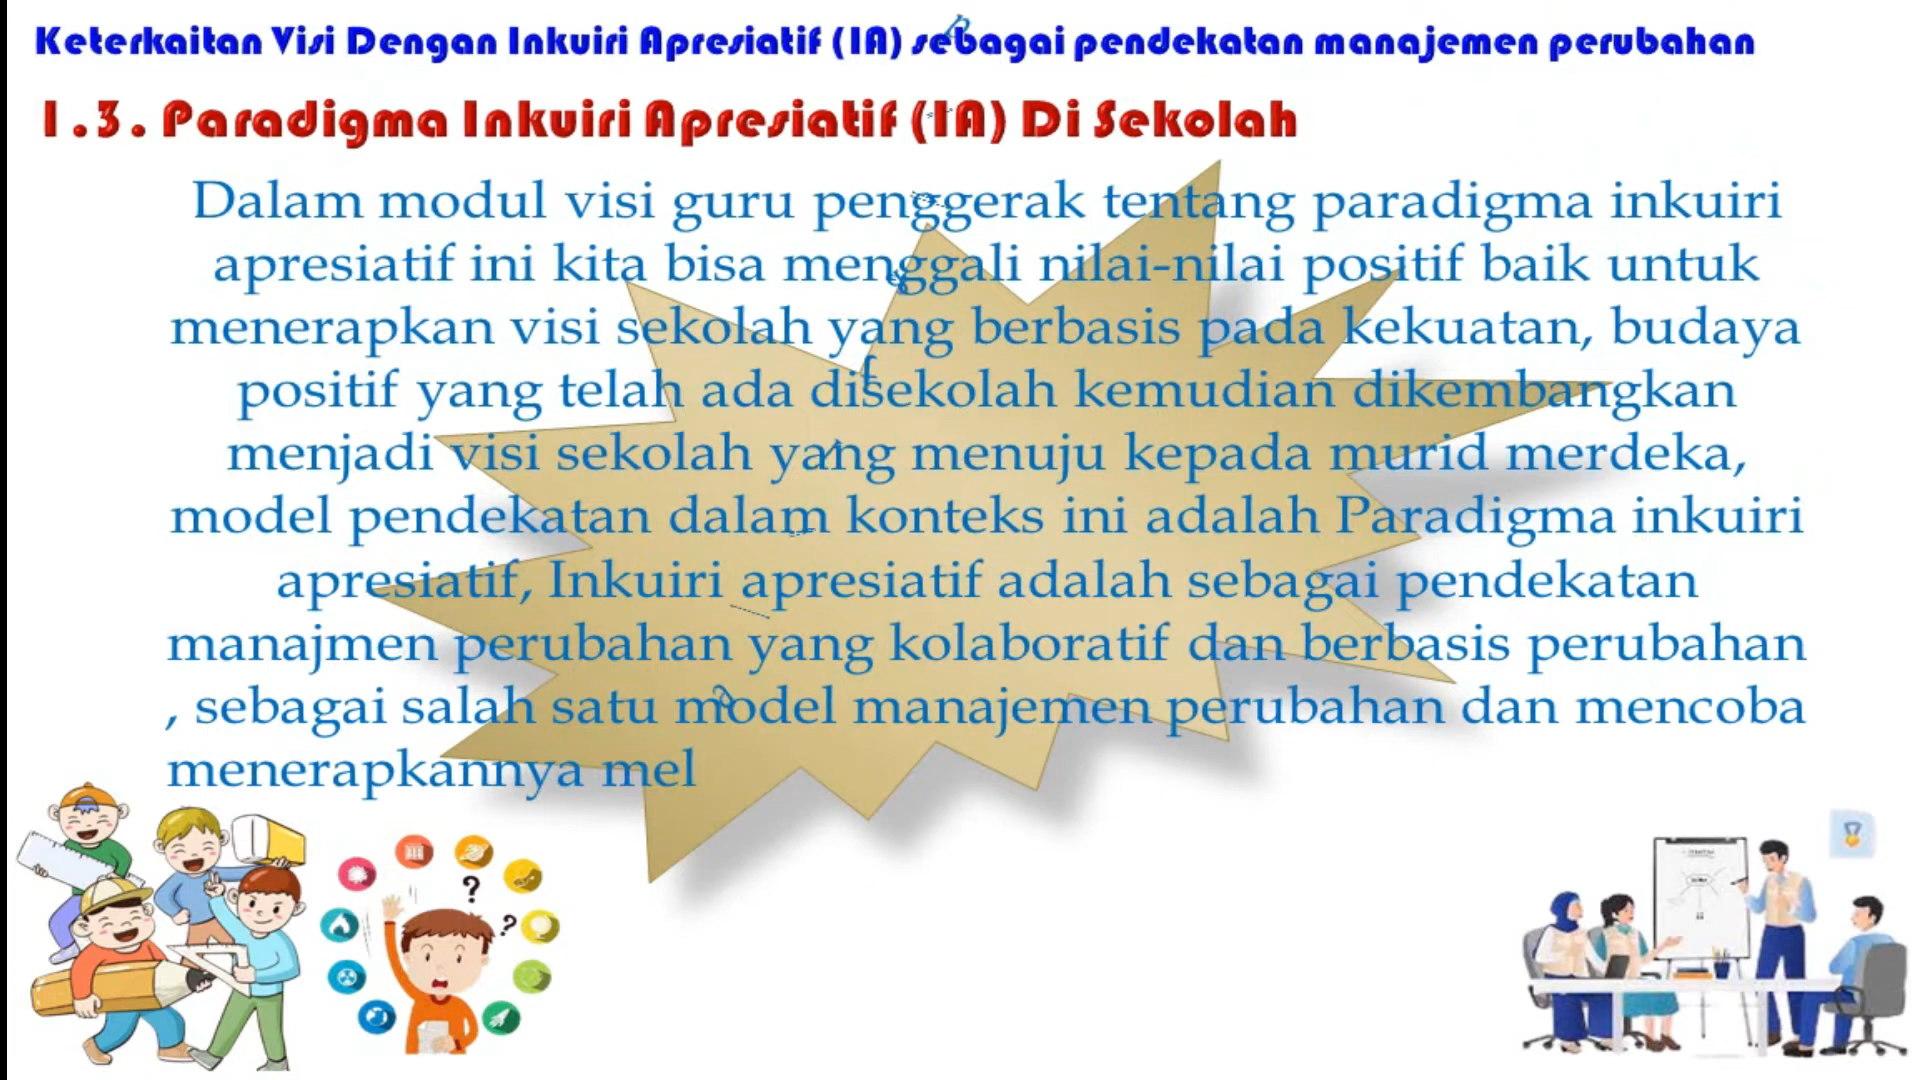 Keterkaitan Visi Dengan Inkuiri Apresiatif (IA) sebagai pendekatan manajemen perubahan
1.3. Paradigma Inkuiri Apresiatif (IA) Di Sekolah
Dalam modul visi guru penggerak tentang paradigma inkuiri
apresiatif ini kita bisa menggali nilai-nilai positif baik untuk
menerapkan visi sekolah yang berbasis pada kekuatan, budaya
positif yang telah ada disekolah kemudian dikembangkan
menjadi visi sekolah yang menuju kepada murid merdeka,
model pendekatan dalam konteks ini adalah Paradigma inkuiri
apresiatif, Inkuiri apresiatif adalah sebagai pendekatan
manajmen perubahan yang kolaboratif dan berbasis perubahan
, sebagai salah satu model manajemen perubahan dan mencoba
menerapkannya mel
? ?